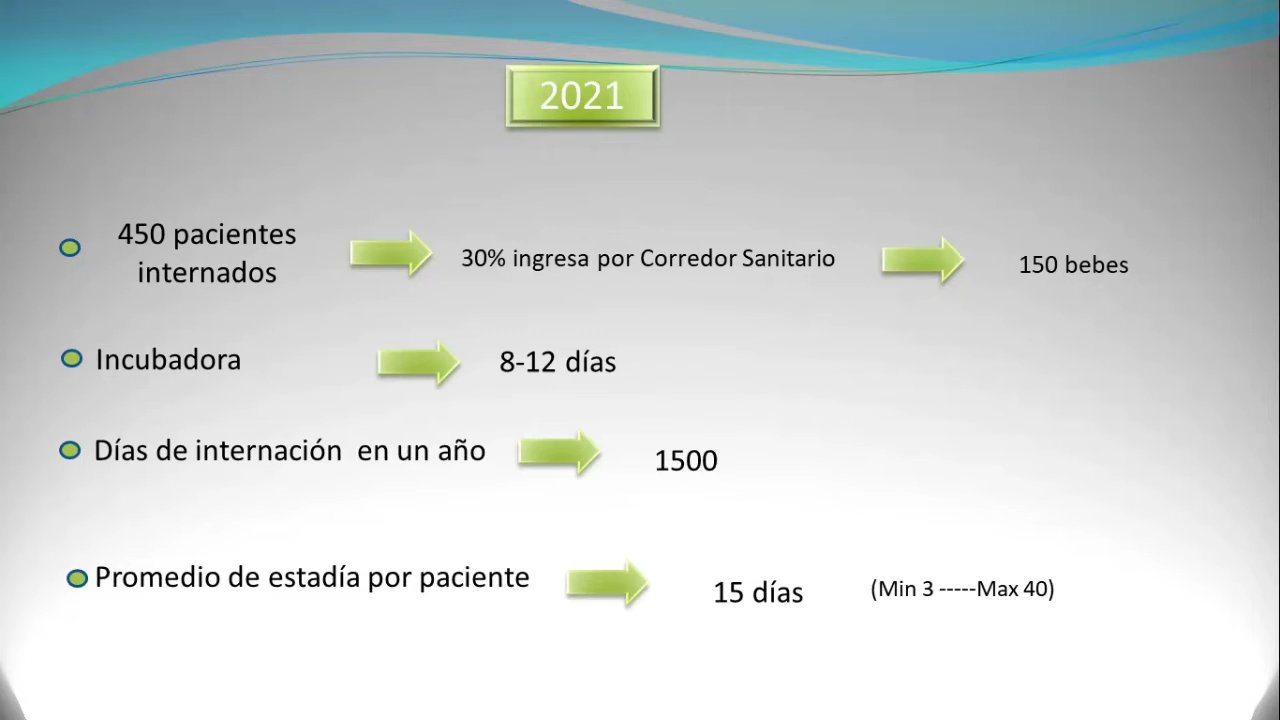 2021
450 pacientes
internados
30% ingresa por Corredor Sanitario
150 bebes
Incubadora
8-12 días
Días de internación  en un año
1500
Promedio de estadía por paciente
15 días
(Min 3 -----Max 40)